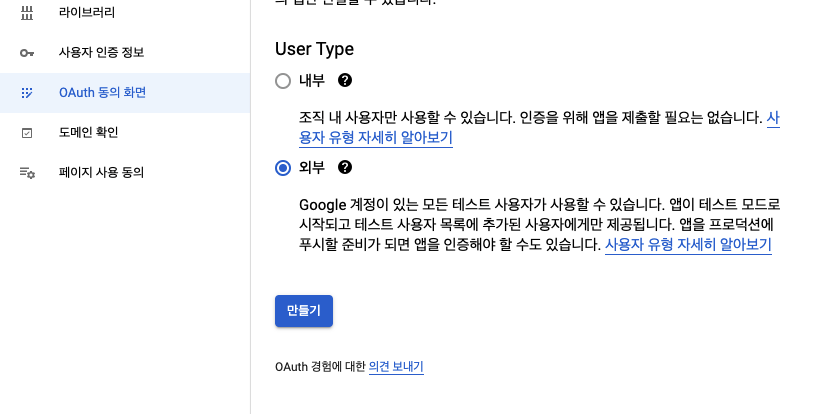 라이브러리
사용자 인증 정보
OAuth 동의 화면
도메인 확인
페이지 사용 동의
User Type
내부
조직 내 사용자만 사용할 수 있습니다. 인증을 위해 앱을 제출할 필요는 없습니다. 사
용자 유형 자세히 알아보기
외부
Google 계정이 있는 모든 테스트 사용자가 사용할 수 있습니다. 앱이 테스트 모드로
시작되고 테스트 사용자 목록에 추가된 사용자에게만 제공됩니다. 앱을 프로덕션에
푸시할 준비가 되면 앱을 인증해야 할 수도 있습니다. 사용자 유형 자세히 알아보기
만들기
OAuth 경험에 대한 의견 보내기